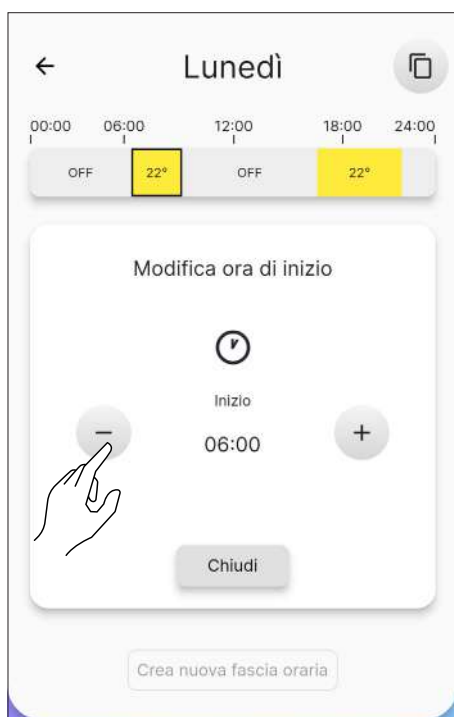 Lunedì
00:00 06:00 12:00 18:00 24:00
OFF 22° OFF 22°
Modifica ora di inizio
Inizio
06:00
Chiudi
Crea nuova fascia oraria